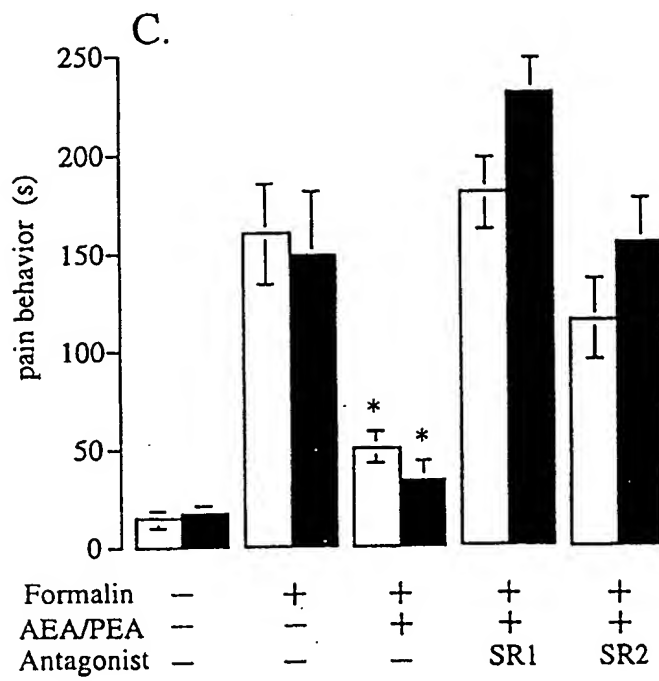 C.
250
200
150
100
50
0
pain behavior (s)
* *
Formalin – + + + +
AEA/PEA – – + + +
Antagonist – – – SR1 SR2